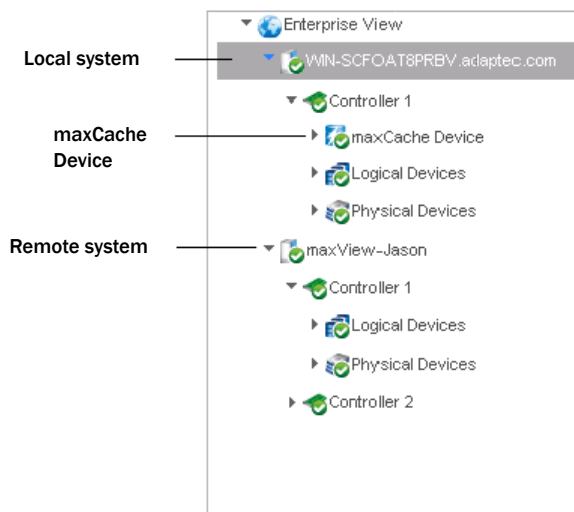 Enterprise View
Local system
WIN-SCFOAT8PRBV.adaptec.com
Controller 1
maxCache
Device
maxCache Device
Logical Devices
Physical Devices
Remote system
maxView-Jason
Controller 1
Logical Devices
Physical Devices
Controller 2